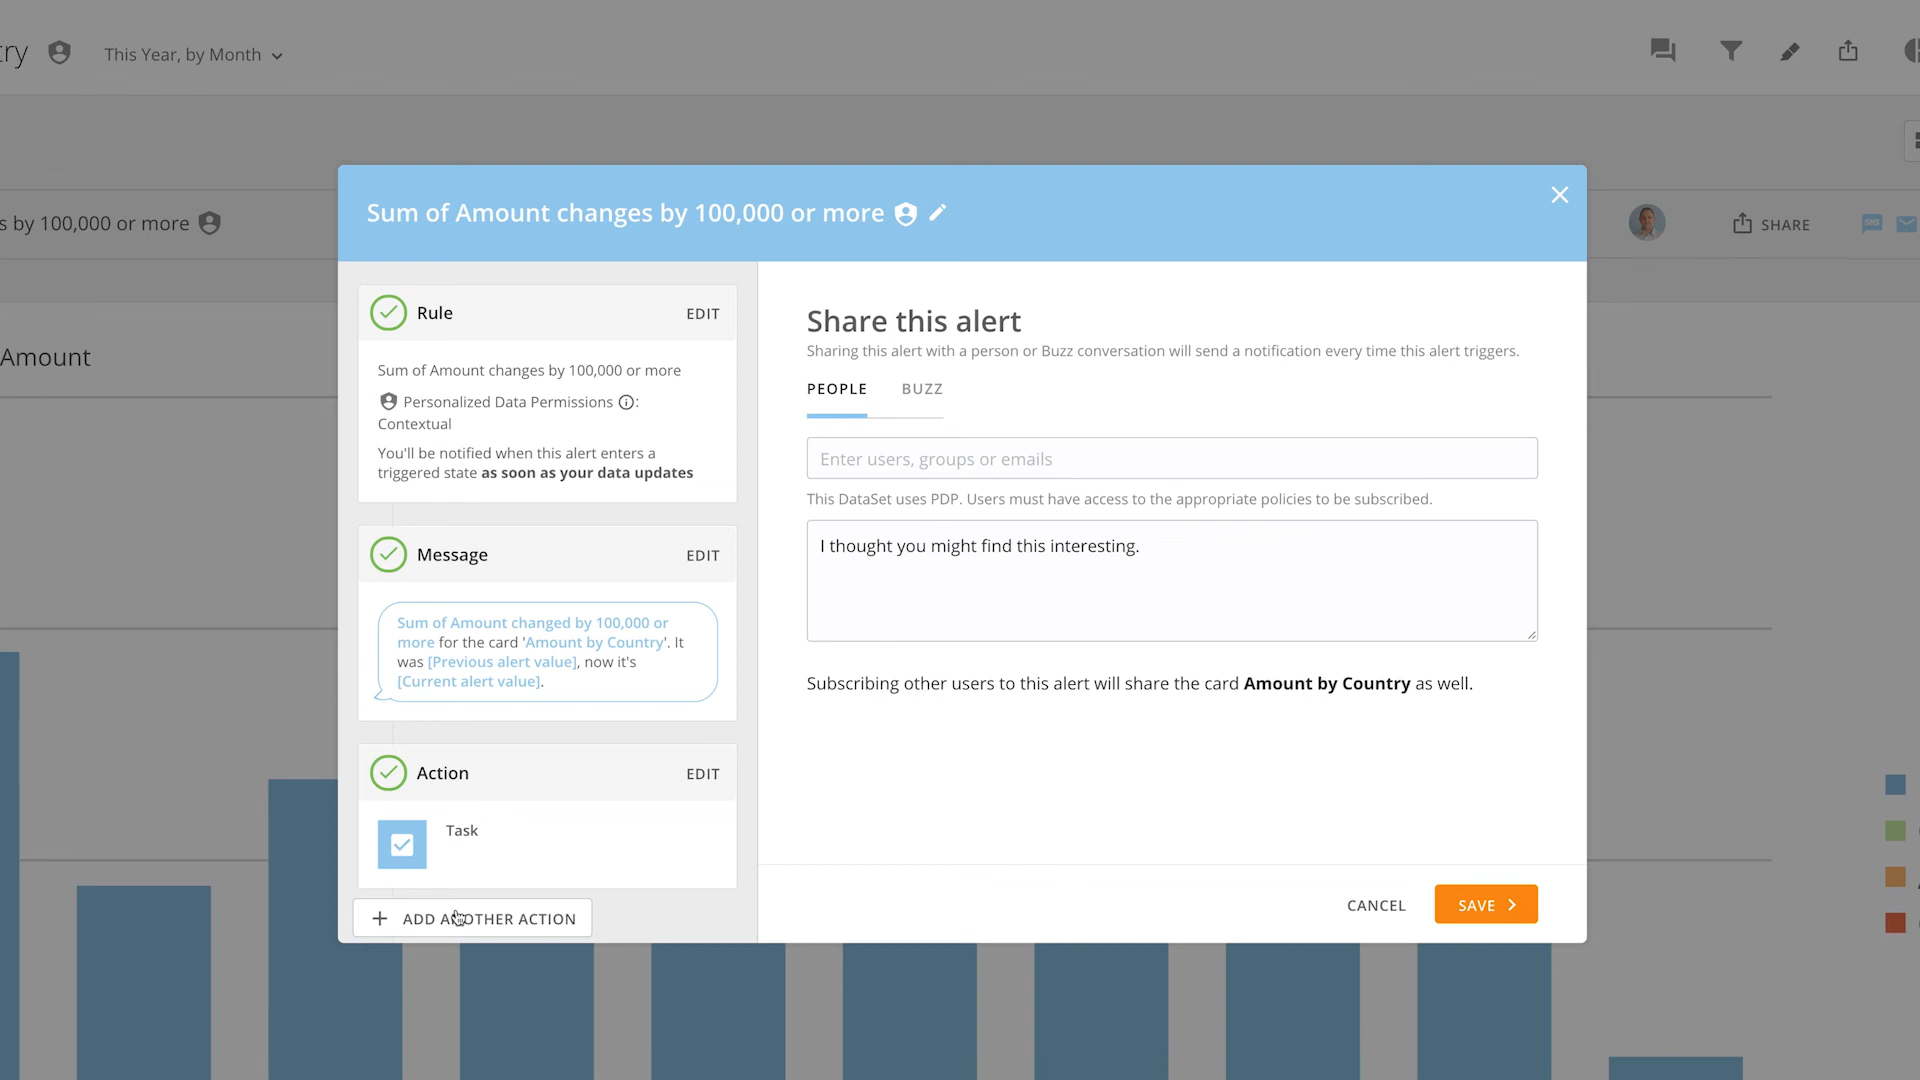 ry
This Year, by Month
s by 100,000 or more
SHARE
SMS
Amount
Sum of Amount changes by 100,000 or more
Rule
EDIT
Sum of Amount changes by 100,000 or more
Personalized Data Permissions :
Contextual
You'll be notified when this alert enters a
triggered state as soon as your data updates
Message
EDIT
Sum of Amount changed by 100,000 or
more for the card 'Amount by Country'. It
was [Previous alert value], now it's
[Current alert value].
Action
EDIT
Task
+ ADD ANOTHER ACTION
Share this alert
Sharing this alert with a person or Buzz conversation will send a notification every time this alert triggers.
PEOPLE BUZZ
Enter users, groups or emails
This DataSet uses PDP. Users must have access to the appropriate policies to be subscribed.
I thought you might find this interesting.
Subscribing other users to this alert will share the card Amount by Country as well.
CANCEL
SAVE